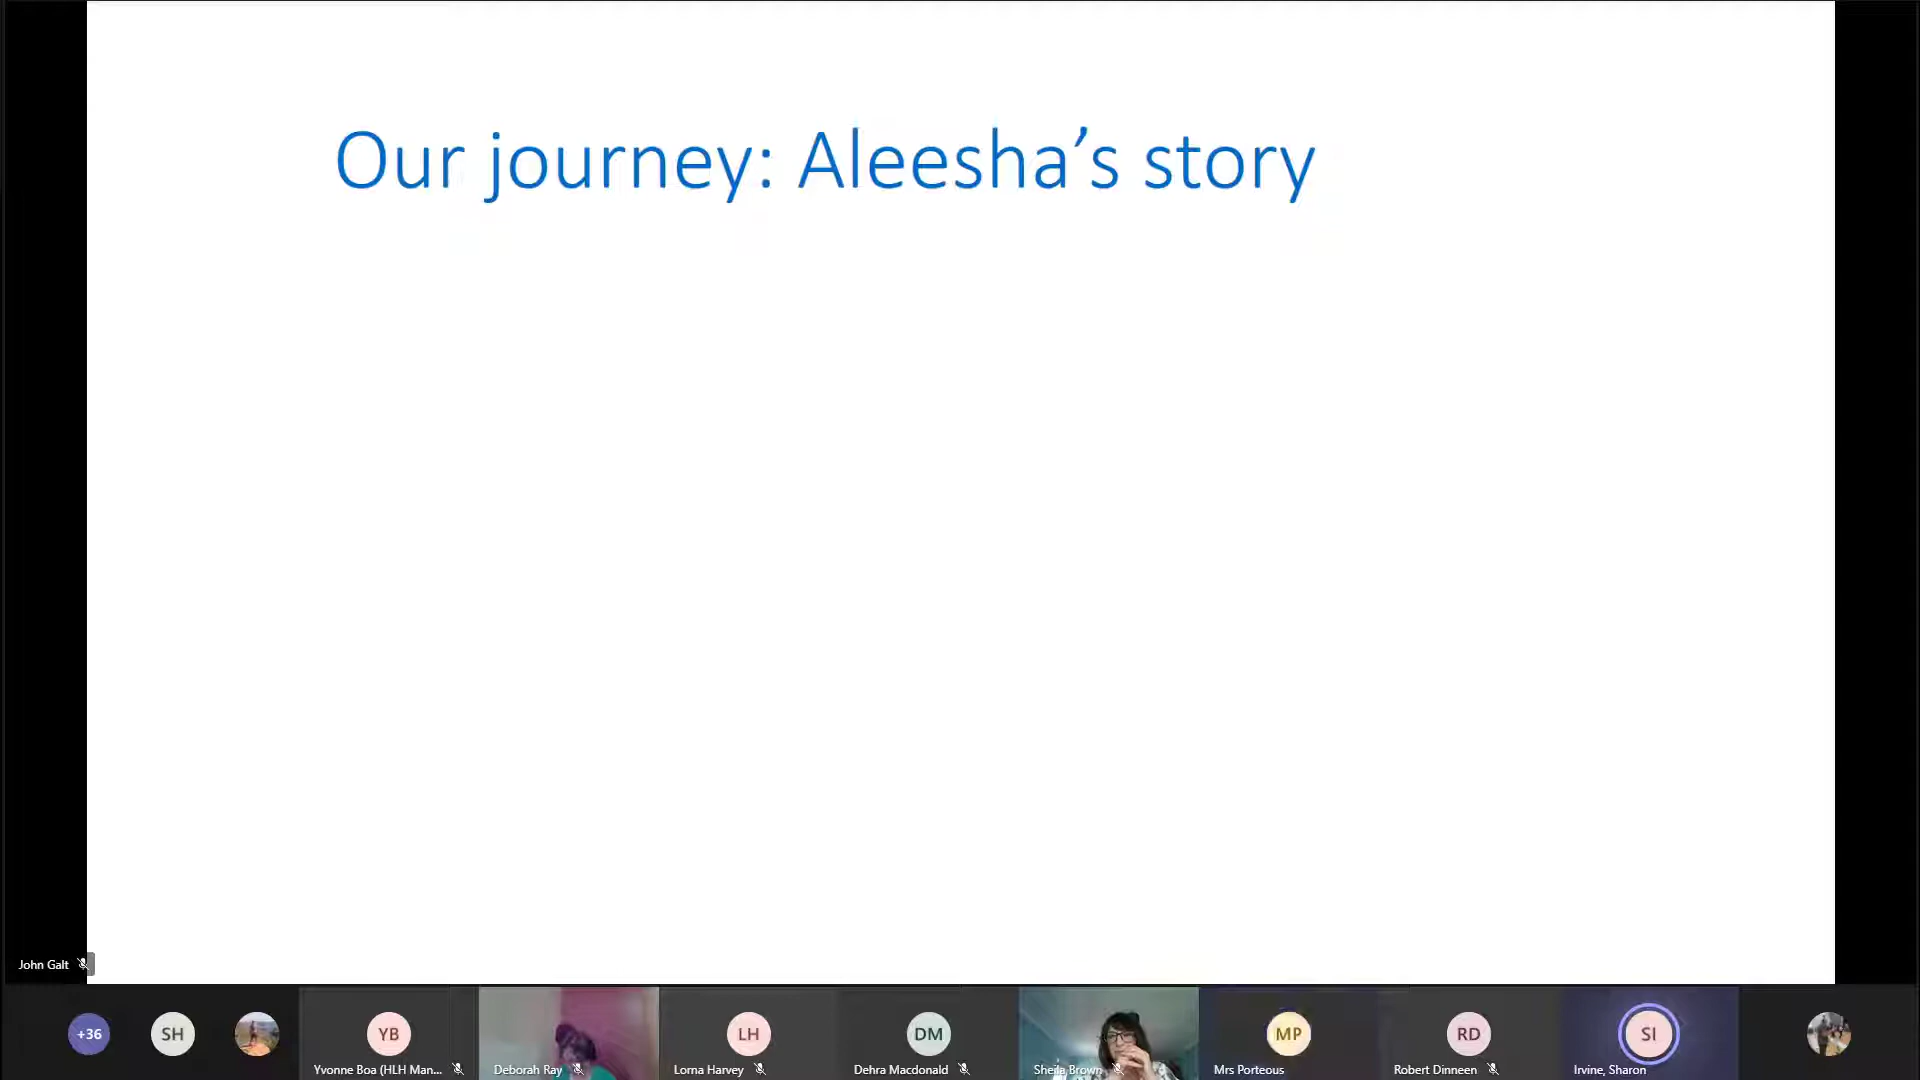 Our journey: Aleesha’s story
John Galt
+36
SH
YB
LH
DM
MP
RD
SI
Yvonne Boa (HLH Man...
Deborah Ray
Lorna Harvey
Dehra Macdonald
Sheila Brown
Mrs Porteous
Robert Dinneen
Irvine, Sharon